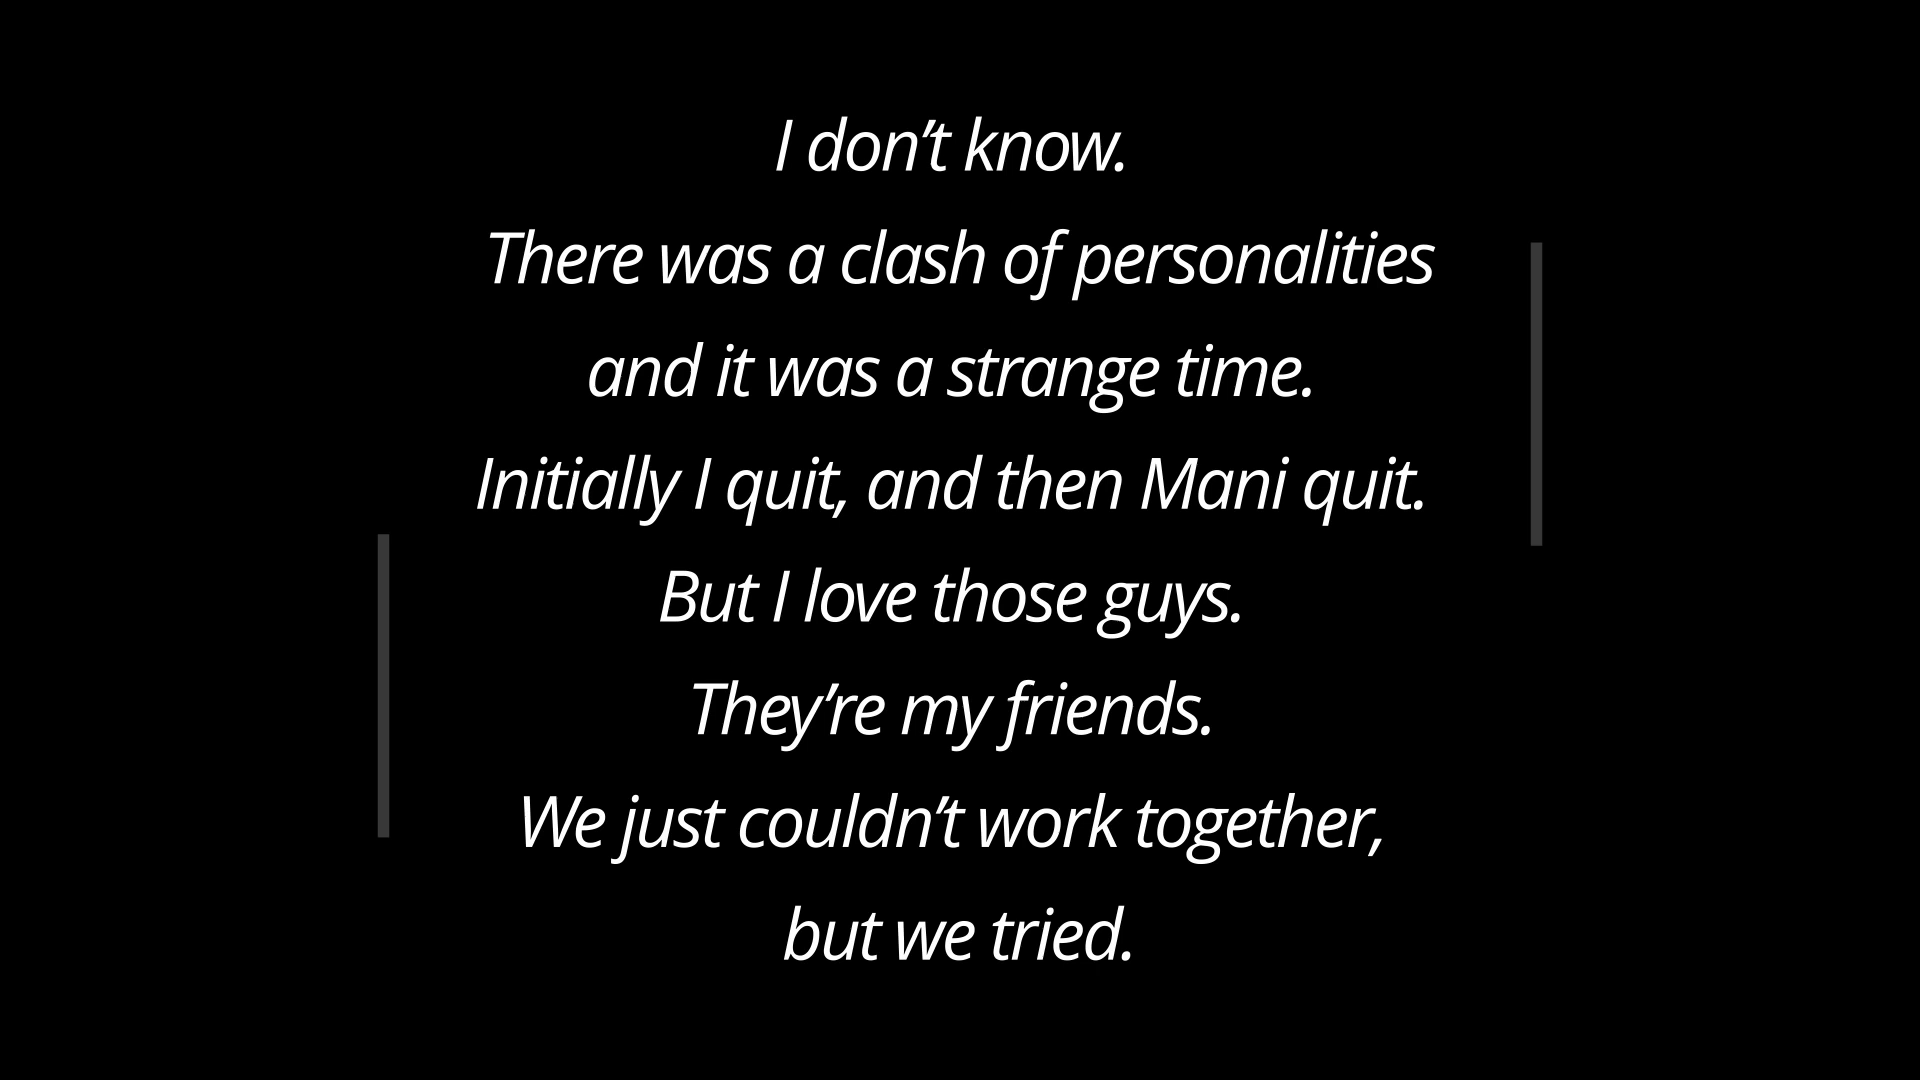 I don’t know.
There was a clash of personalities
and it was a strange time.
Initially I quit, and then Mani quit.
But I love those guys.
They’re my friends.
We just couldn’t work together,
but we tried.